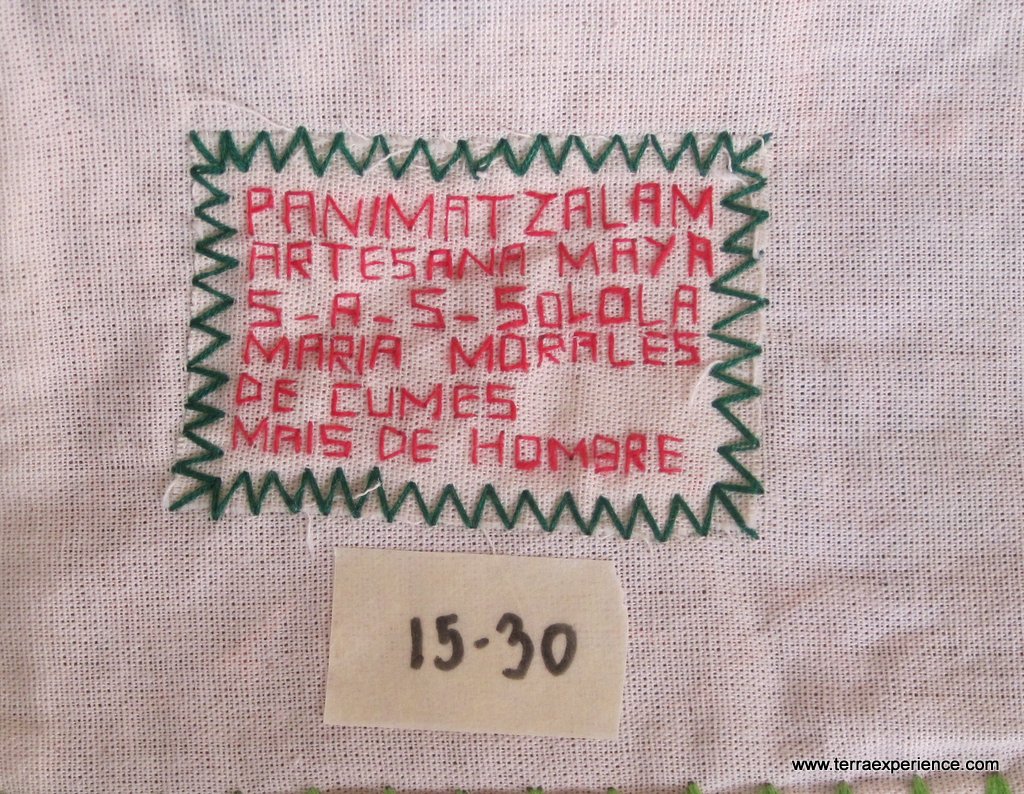 PANIMATZALAM
ARTESANA MAYA
S-A-S-SOLOLA
MARIA MORALES
DE CUMES
MAIS DE HOMBRE
15-30
www.terraexperience.com